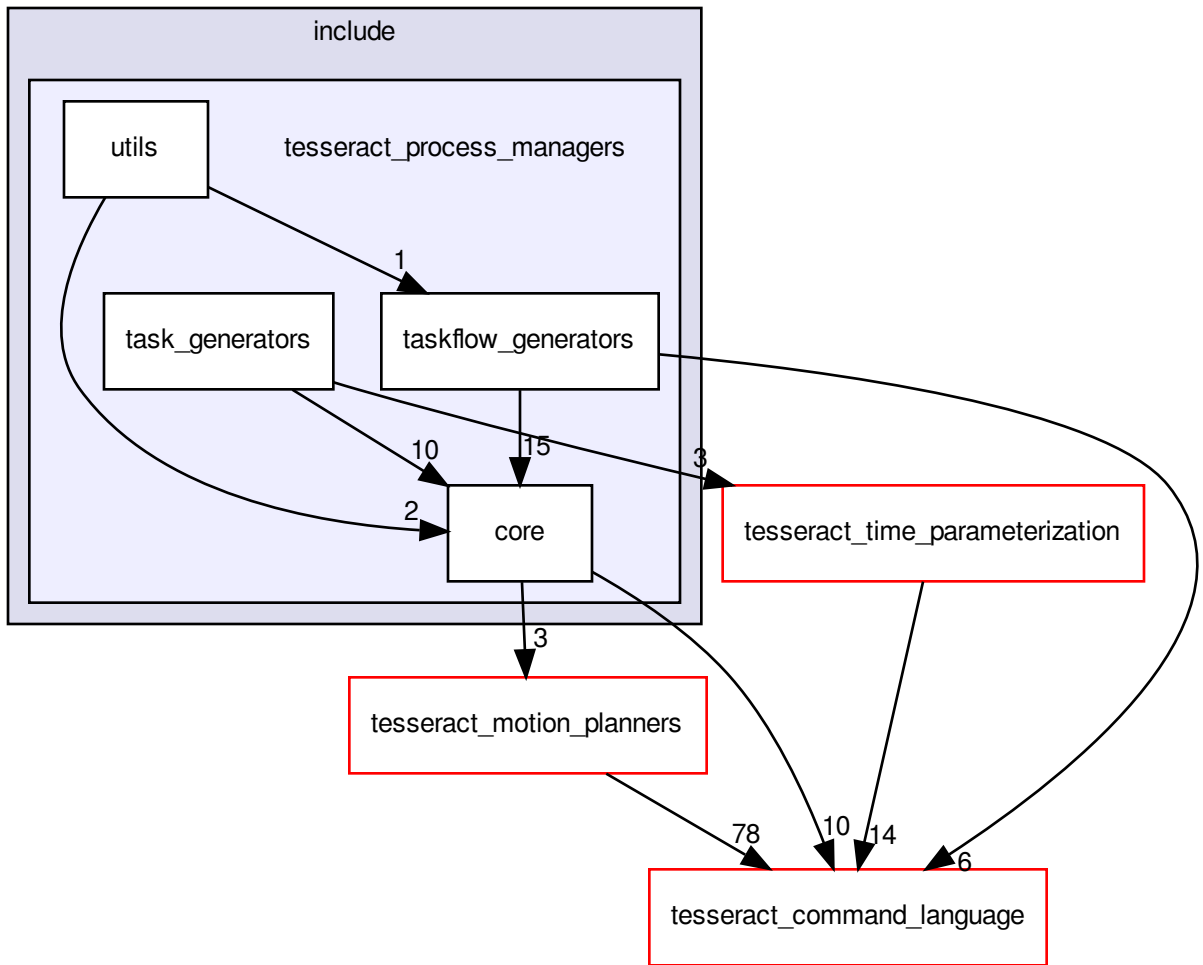 include
utils
tesseract_process_managers
1
task_generators
taskflow_generators
10
15
3
2
core
tesseract_time_parameterization
3
tesseract_motion_planners
78
10
14
6
tesseract_command_language